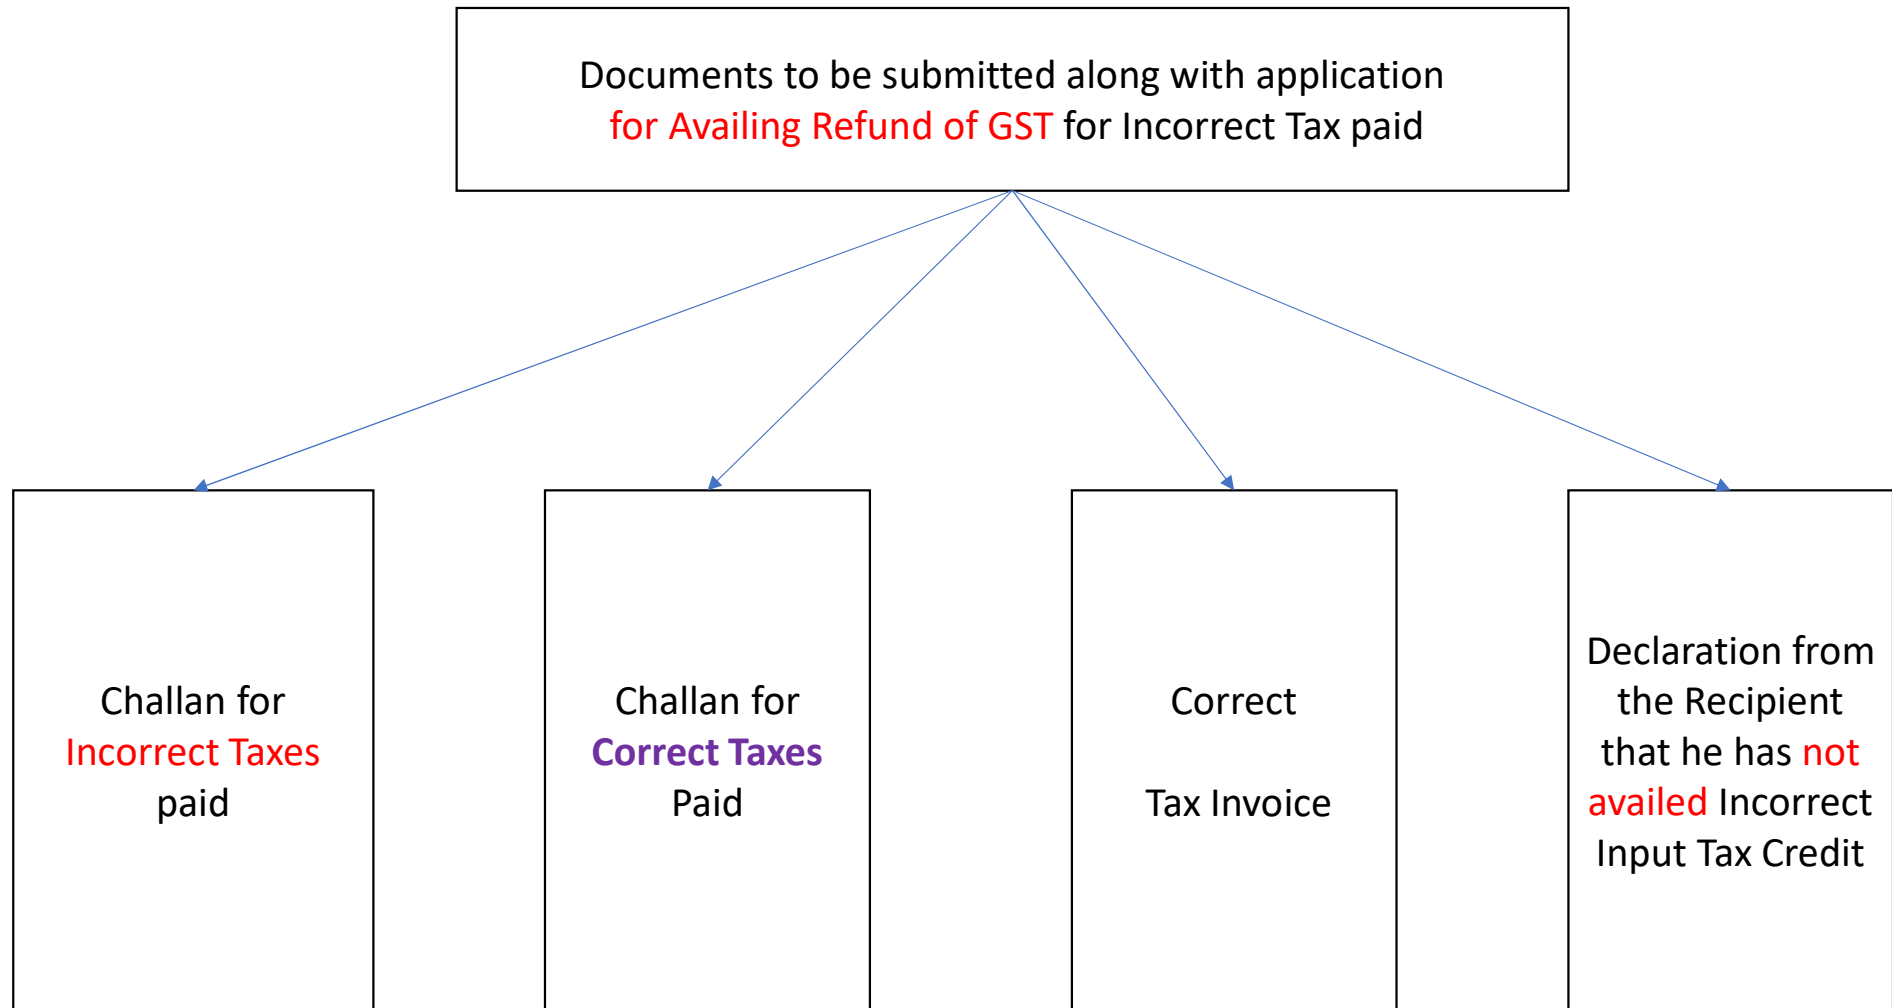 Documents to be submitted along with application
for Availing Refund of GST for Incorrect Tax paid
Challan for
Incorrect Taxes
paid
Challan for
Correct Taxes
Paid
Correct
Tax Invoice
Declaration from
the Recipient
that he has not
availed Incorrect
Input Tax Credit